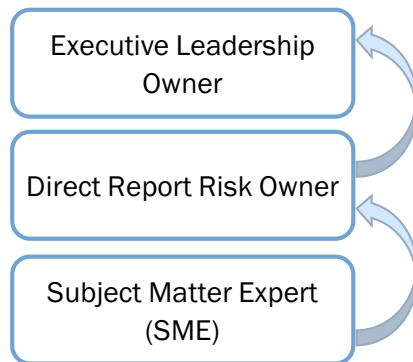 Executive Leadership
Owner
Direct Report Risk Owner
Subject Matter Expert
(SME)